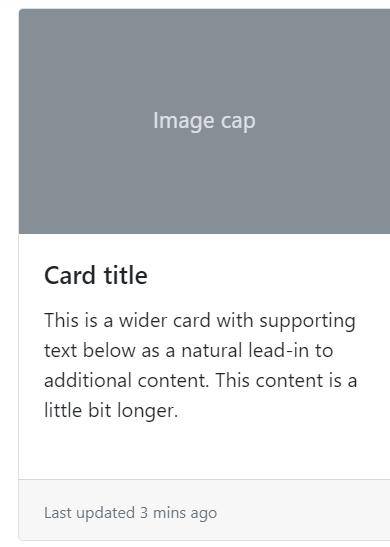 Image cap
Card title
This is a wider card with supporting
text below as a natural lead-in to
additional content. This content is a
little bit longer.
Last updated 3 mins ago